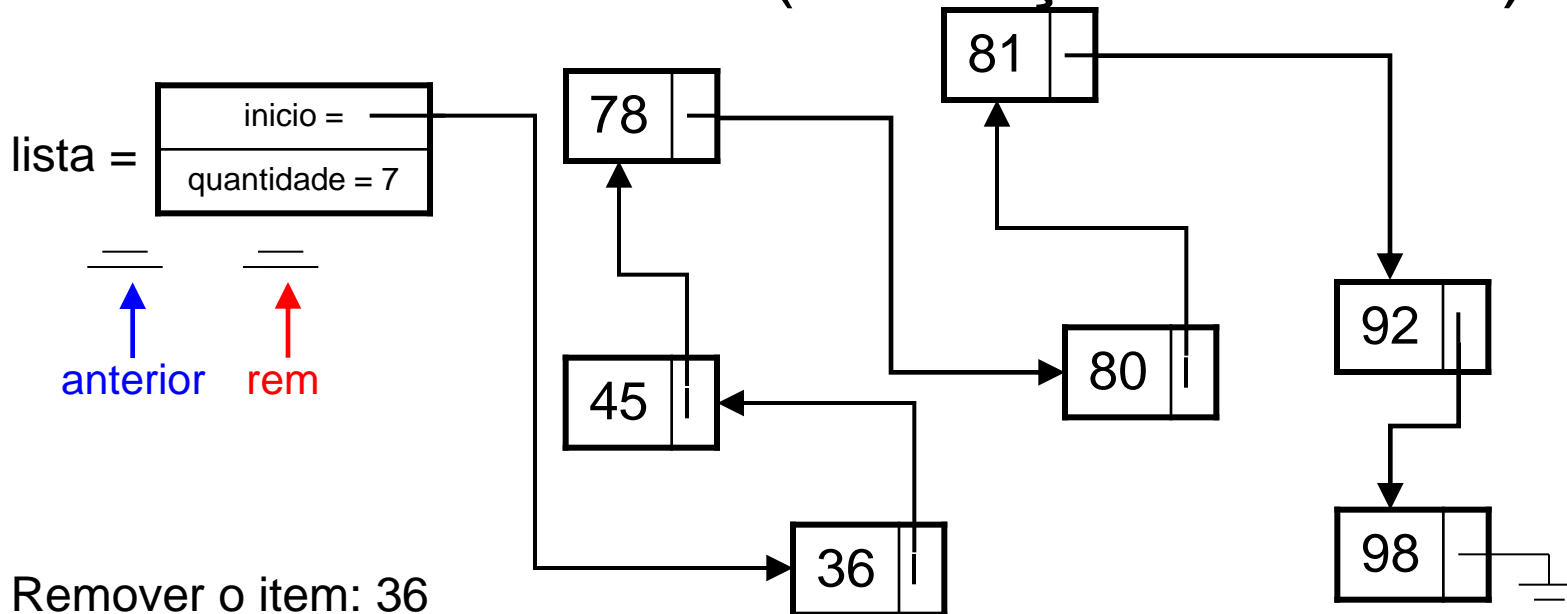 81
78
inicio =
lista =
quantidade = 7
92
80
anterior rem
45
98
36
Remover o item: 36